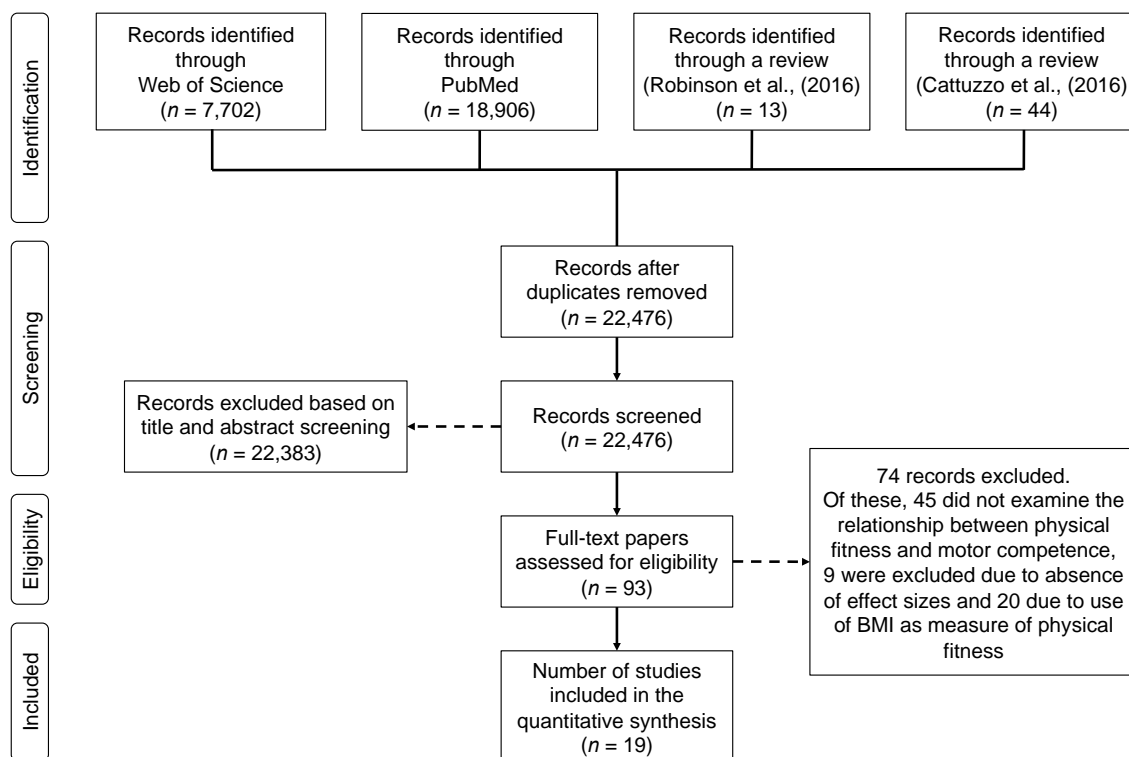 Identification
Records identified
through
Web of Science
(n = 7,702)
Records identified
through
PubMed
(n = 18,906)
Records identified
through a review
(Robinson et al., (2016)
(n = 13)
Records identified
through a review
(Cattuzzo et al., (2016)
(n = 44)
Screening
Records after
duplicates removed
(n = 22,476)
Records screened
(n = 22,476)
Records excluded based on
title and abstract screening
(n = 22,383)
Eligibility
Full-text papers
assessed for eligibility
(n = 93)
74 records excluded.
Of these, 45 did not examine the
relationship between physical
fitness and motor competence,
9 were excluded due to absence
of effect sizes and 20 due to use
of BMI as measure of physical
fitness
Included
Number of studies
included in the
quantitative synthesis
(n = 19)